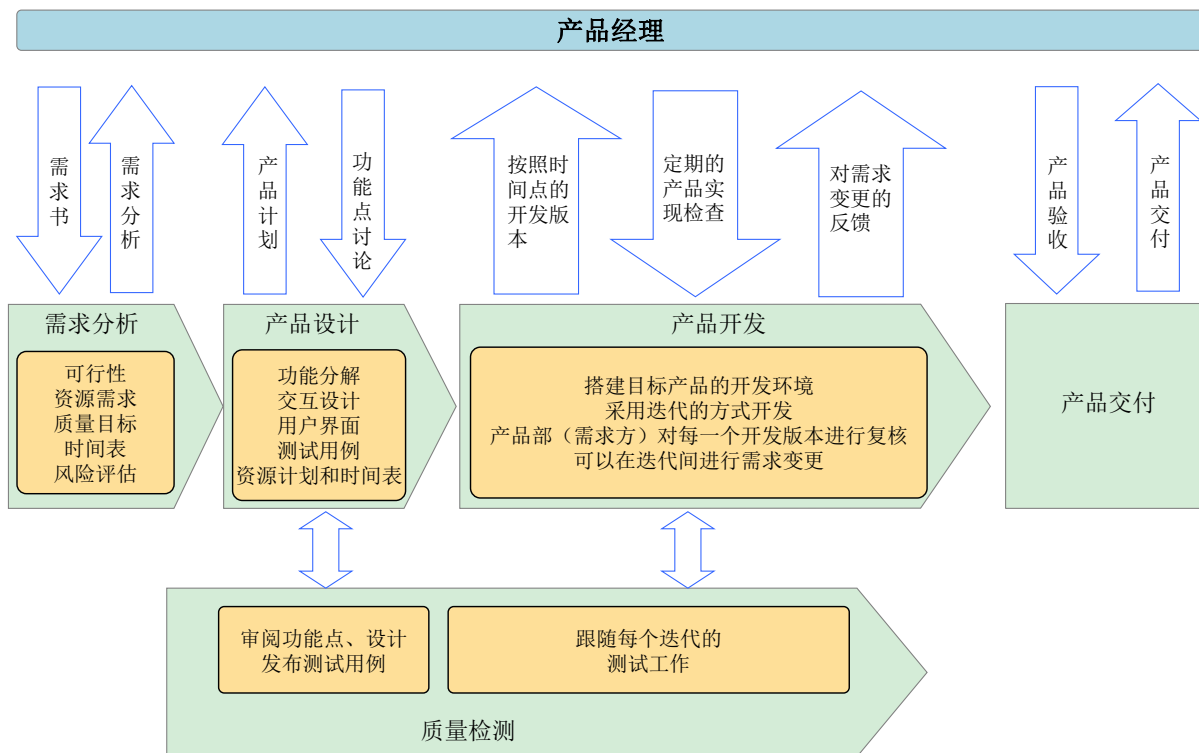 产品经理
需求书
需求分析
产品计划
功能点讨论
按照时
间点的
开发版
本
定期的
产品实
现检查
对需求
变更的
反馈
产品验收
产品交付
需求分析
可行性
资源需求
质量目标
时间表
风险评估
产品设计
功能分解
交互设计
用户界面
测试用例
资源计划和时间表
产品开发
搭建目标产品的开发环境
采用迭代的方式开发
产品部（需求方）对每一个开发版本进行复核
可以在迭代间进行需求变更
产品交付
审阅功能点、设计
发布测试用例
跟随每个迭代的
测试工作
质量检测